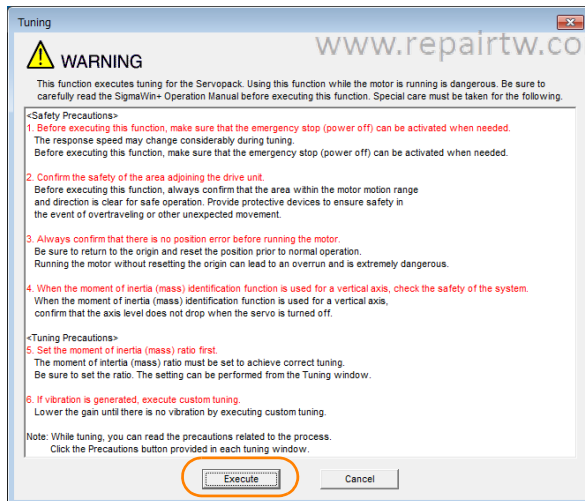 Tuning
www.repairtw.co
WARNING
This function executes tuning for the Servopack. Using this function while the motor is running is dangerous. Be sure to
carefully read the SigmaWin+ Operation Manual before executing this function. Special care must be taken for the following.
<Safety Precautions>
1. Before executing this function, make sure that the emergency stop (power off) can be activated when needed.
The response speed may change considerably during tuning.
Before executing this function, make sure that the emergency stop (power off) can be activated when needed.
2. Confirm the safety of the area adjoining the drive unit.
Before executing this function, always confirm that the area within the motor motion range
and direction is clear for safe operation. Provide protective devices to ensure safety in
the event of overtraveling or other unexpected movement.
3. Always confirm that there is no position error before running the motor.
Be sure to return to the origin and reset the position prior to normal operation.
Running the motor without resetting the origin can lead to an overrun and is extremely dangerous.
4. When the moment of inertia (mass) identification function is used for a vertical axis, check the safety of the system.
When the moment of inertia (mass) identification function is used for a vertical axis,
confirm that the axis level does not drop when the servo is turned off.
<Tuning Precautions>
5. Set the moment of inertia (mass) ratio first.
The moment of intertia (mass) ratio must be set to achieve correct tuning.
Be sure to set the ratio. The setting can be performed from the Tuning window.
6. If vibration is generated, execute custom tuning.
Lower the gain until there is no vibration by executing custom tuning.
Note: While tuning, you can read the precautions related to the process.
Click the Precautions button provided in each tuning window.
Execute
Cancel